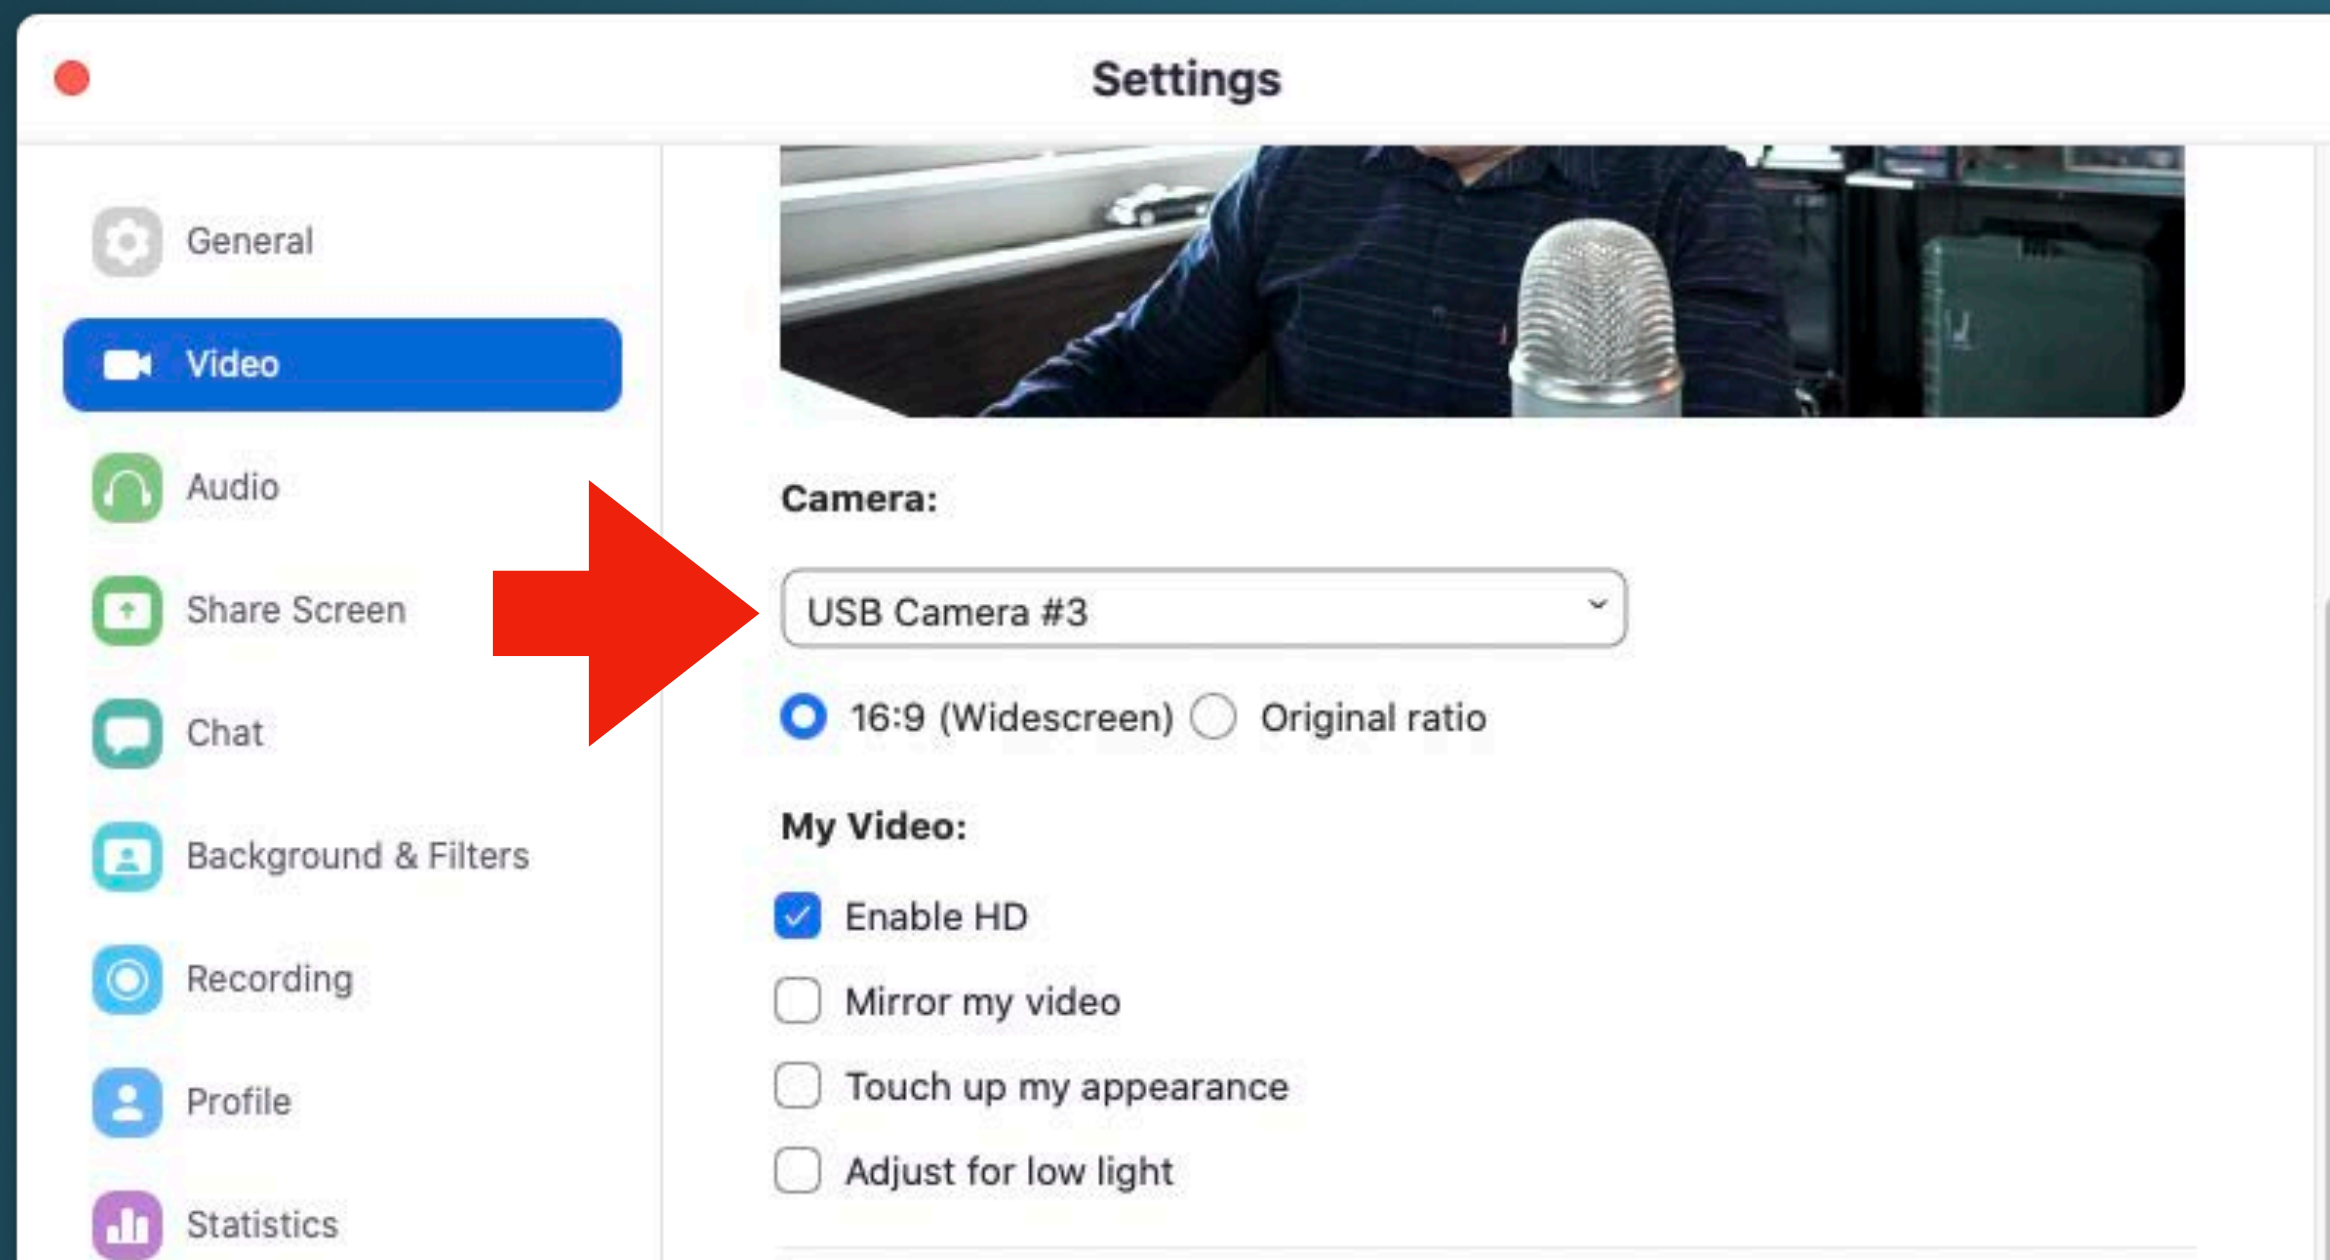 Settings
General
Video
Audio
Share Screen
Chat
Background & Filters
Recording
Profile
Statistics
Camera:
USB Camera #3
16:9 (Widescreen) Original ratio
My Video:
Enable HD
Mirror my video
Touch up my appearance
Adjust for low light